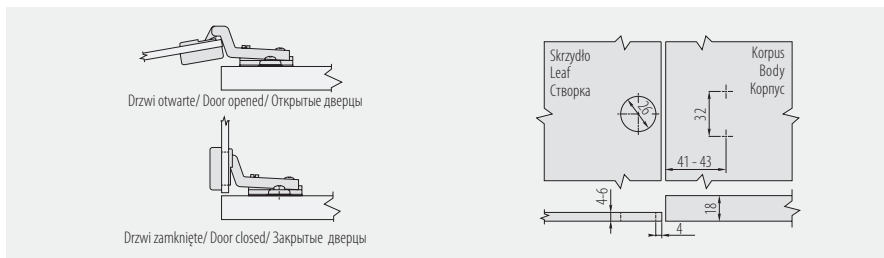 Drzwi otwarte/ Door opened/ Открытые дверцы
Drzwi zamknięte/ Door closed/ Закрытые дверцы
Skrzydło
Leaf
Створка
26
Korpus
Body
Корпус
32
41 - 43
4-6
18
4